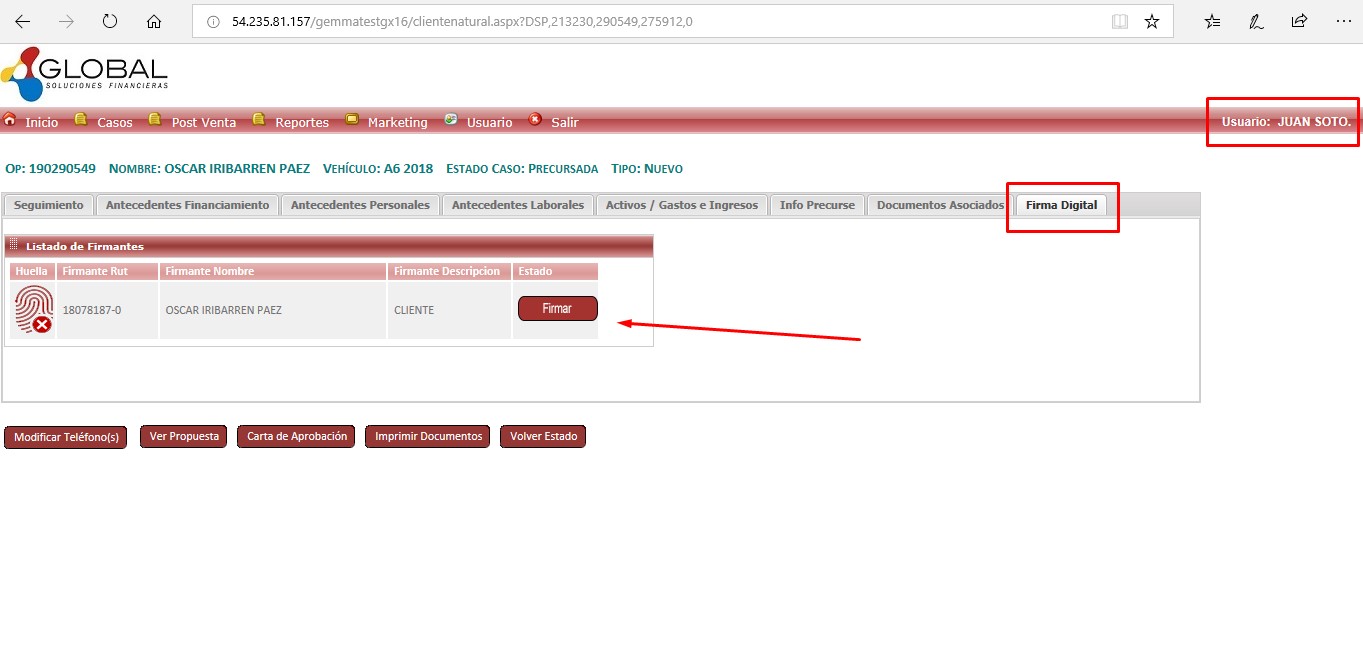 54.235.81.157/gemmatestgx16/clientenatural.aspx?DSP,213230,290549,275912,0
GLOBAL
SOLUCIONES FINANCIERAS
Inicio Casos Post Venta Reportes Marketing Usuario Salir Usuario: JUAN SOTO.
OP: 190290549 NOMBRE: OSCAR IRIBARREN PAEZ VEHÍCULO: A6 2018 ESTADO CASO: PRECURSADA TIPO: NUEVO
Seguimiento Antecedentes Financiamiento Antecedentes Personales Antecedentes Laborales Activos / Gastos e Ingresos Info Precurse Documentos Asociados Firma Digital
Listado de Firmantes
Huella Firmante Rut Firmante Nombre Firmante Descripcion Estado
18078187-0 OSCAR IRIBARREN PAEZ CLIENTE Firmar
Modificar Teléfono(s) Ver Propuesta Carta de Aprobación Imprimir Documentos Volver Estado